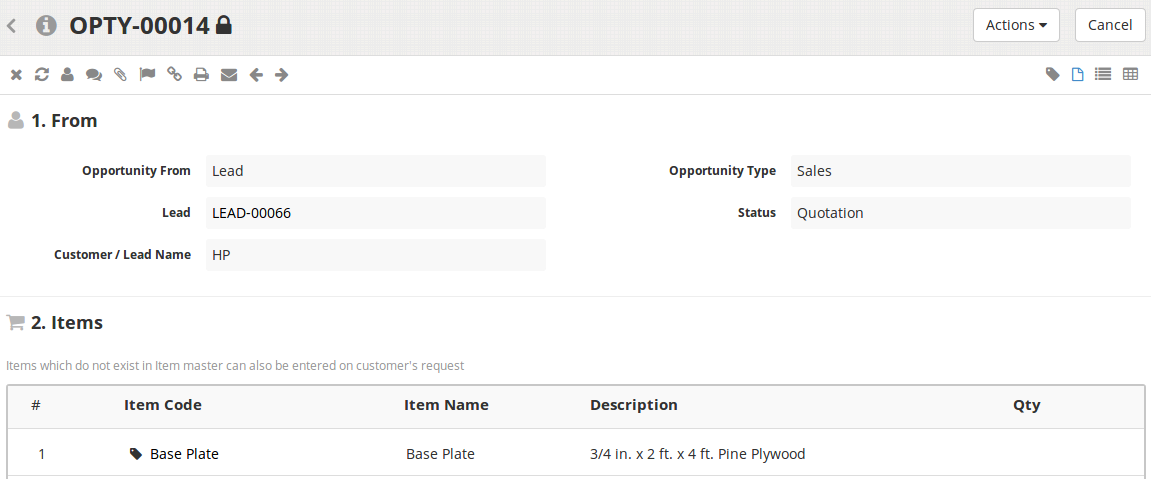 OPTY-00014
Actions
Cancel
1. From
Opportunity From Lead Opportunity Type Sales
Lead LEAD-00066 Status Quotation
Customer / Lead Name HP
2. Items
Items which do not exist in Item master can also be entered on customer's request
# Item Code Item Name Description Qty
1 Base Plate Base Plate 3/4 in. x 2 ft. x 4 ft. Pine Plywood